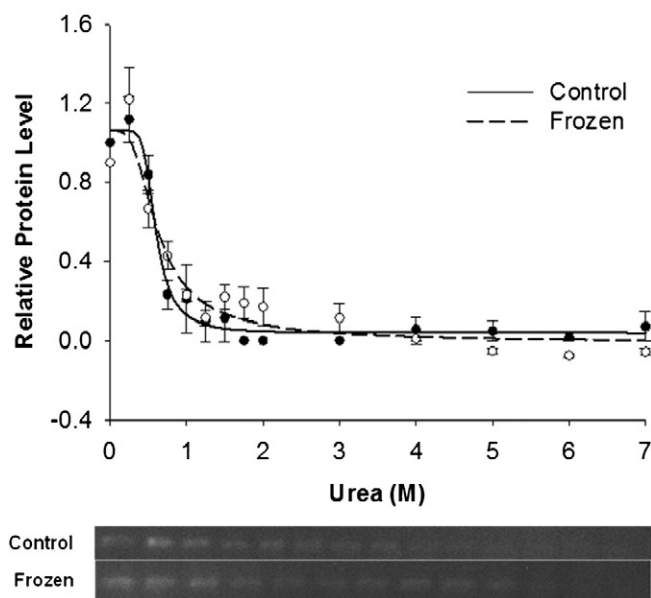 1.6
1.2
0.8
0.4
0.0
-0.4
Relative Protein Level
Control
Frozen
0 1 2 3 4 5 6 7
Urea (M)
Control
Frozen